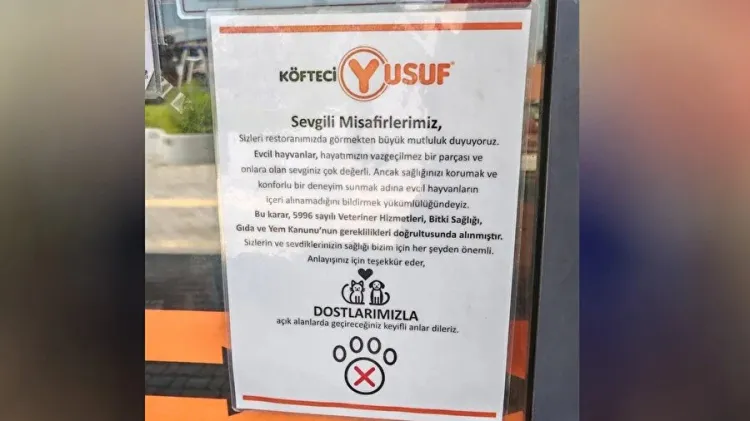 KÖFTECİ YUSUF
Sevgili Misafirlerimiz,
Sizleri restoranımızda görmekten büyük mutluluk duyuyoruz.
Evcil hayvanlar, hayatımızın vazgeçilmez bir parçası ve
onlara olan sevginiz çok değerli. Ancak sağlığınızı korumak ve
konforlu bir deneyim sunmak adına evcil hayvanların
içeri alınamadığını bildirmek yükümlülüğündeyiz.
Bu karar, 5996 sayılı Veteriner Hizmetleri, Bitki Sağlığı,
Gıda ve Yem Kanunu'nun gereklilikleri doğrultusunda alınmıştır.
Sizlerin ve sevdiklerinizin sağlığı bizim için her şeyden önemli.
Anlayışınız için teşekkür eder,
DOSTLARIMIZLA
açık alanlarda geçireceğiniz keyifli anlar dileriz.